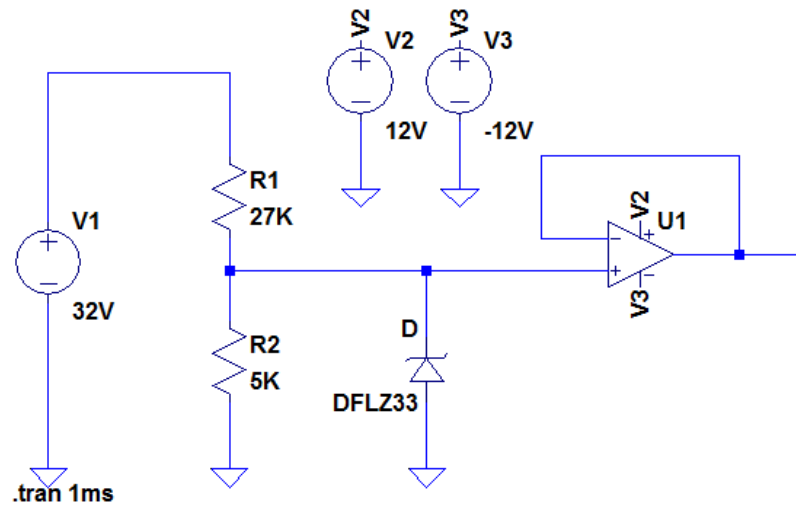 V2
V2
12V
V3
V3
-12V
R1
27K
V1
32V
R2
5K
D
DFLZ33
V2
U1
V3
.tran 1ms